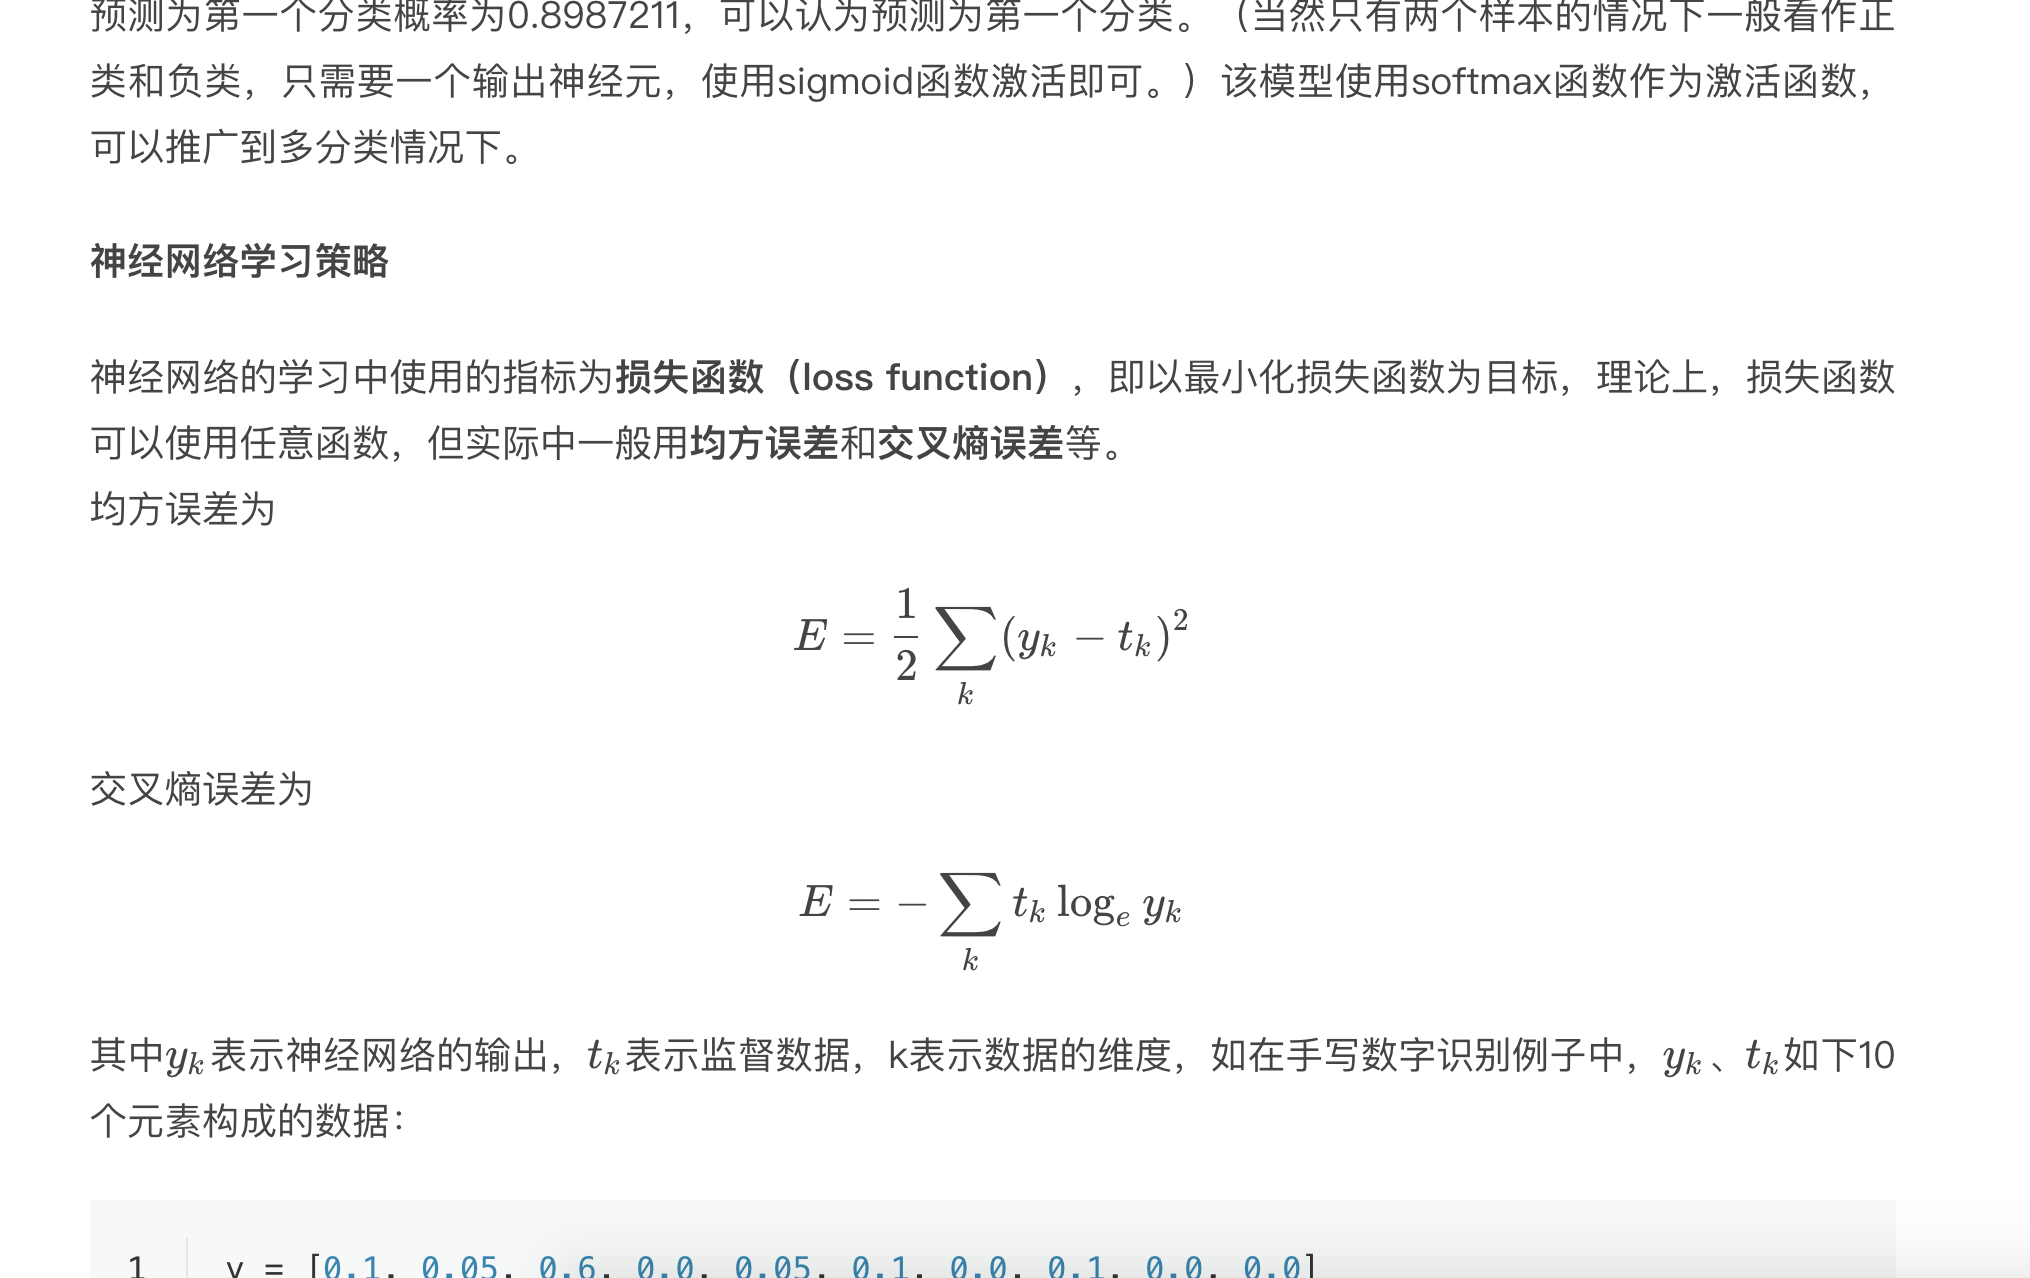 预测为第一个分类概率为0.8987211，可以认为预测为第一个分类。（当然只有两个样本的情况下一般看作正
类和负类，只需要一个输出神经元，使用sigmoid函数激活即可。）该模型使用softmax函数作为激活函数，
可以推广到多分类情况下。
神经网络学习策略
神经网络的学习中使用的指标为损失函数（loss function），即以最小化损失函数为目标，理论上，损失函数
可以使用任意函数，但实际中一般用均方误差和交叉熵误差等。
均方误差为
E = \frac{1}{2} \sum_k (y_k - t_k)^2
交叉熵误差为
E = - \sum_k t_k \log_e y_k
其中y_k表示神经网络的输出，t_k表示监督数据，k表示数据的维度，如在手写数字识别例子中，y_k、t_k如下10
个元素构成的数据：
1 y = [0.1, 0.05, 0.6, 0.0, 0.05, 0.1, 0.0, 0.1, 0.0, 0.0]